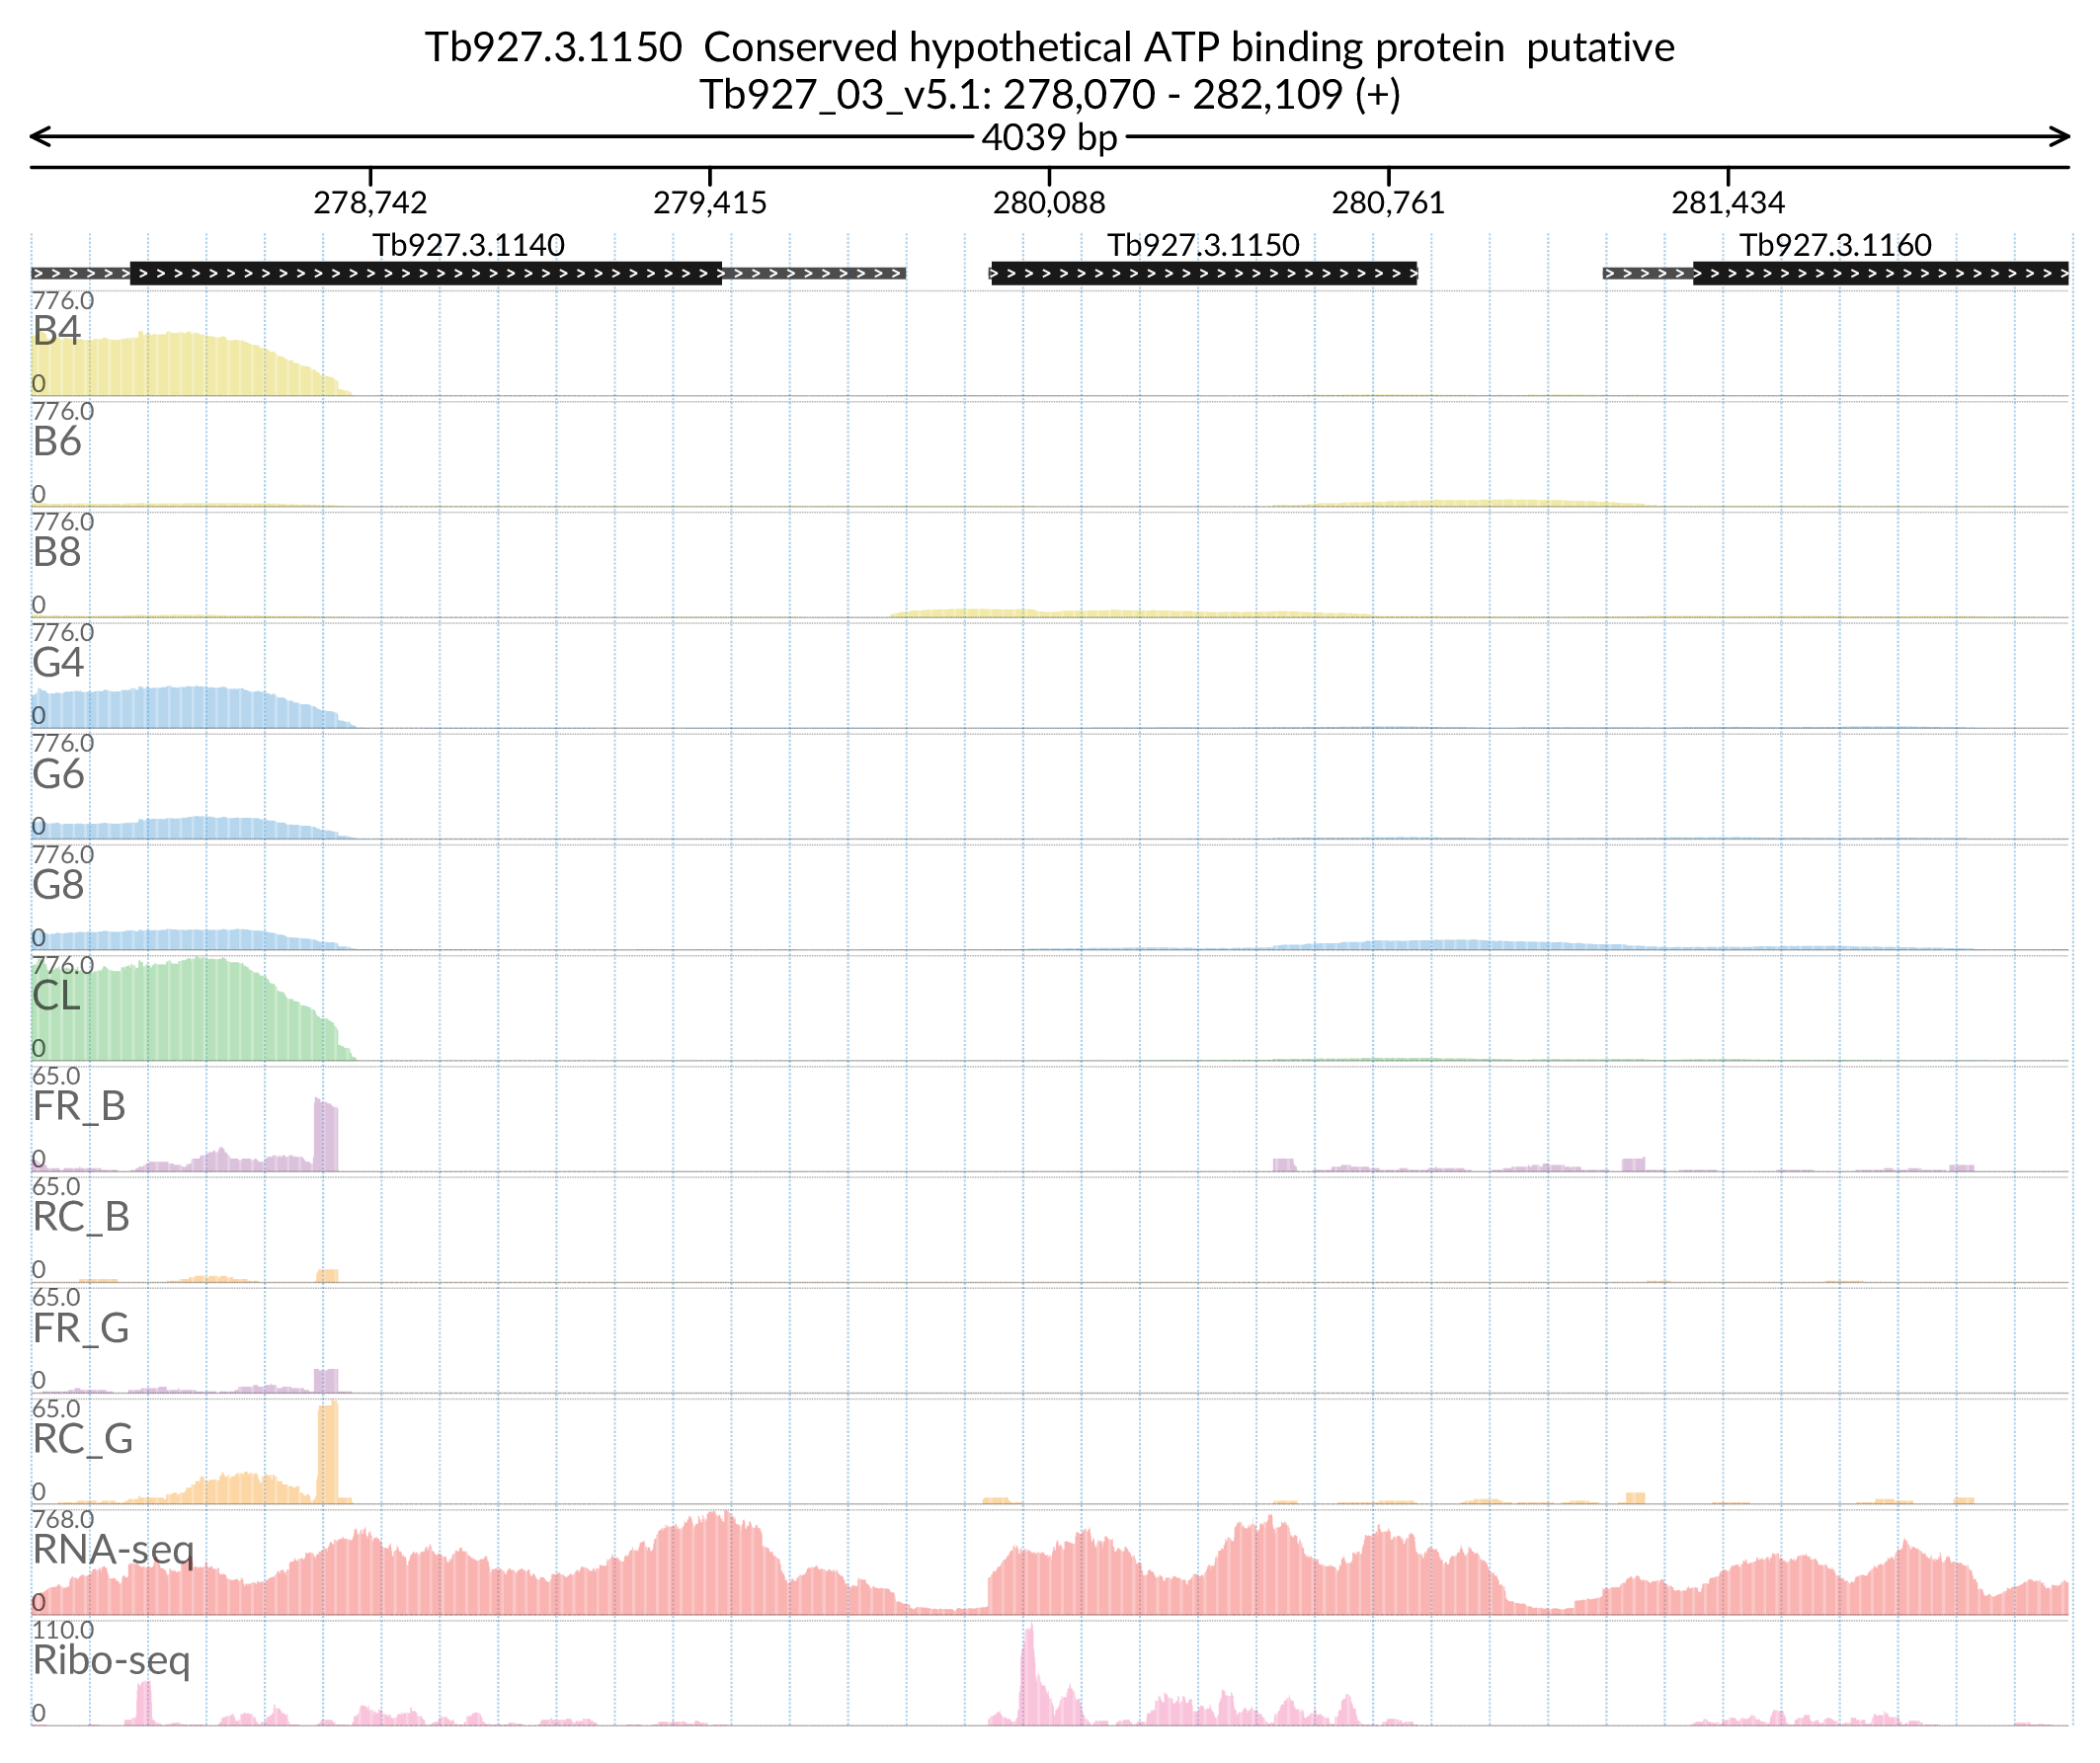 Tb927.3.1150 Conserved hypothetical ATP binding protein putative
Tb927_03_v5.1: 278,070 - 282,109 (+)
4039 bp
278,742 279,415 280,088 280,761 281,434
Tb927.3.1140 Tb927.3.1150 Tb927.3.1160
776.0
B4
0
776.0
B6
0
776.0
B8
0
776.0
G4
0
776.0
G6
0
776.0
G8
0
776.0
CL
0
65.0
FR_B
0
65.0
RC_B
0
65.0
FR_G
0
65.0
RC_G
0
768.0
RNA-seq
0
110.0
Ribo-seq
0